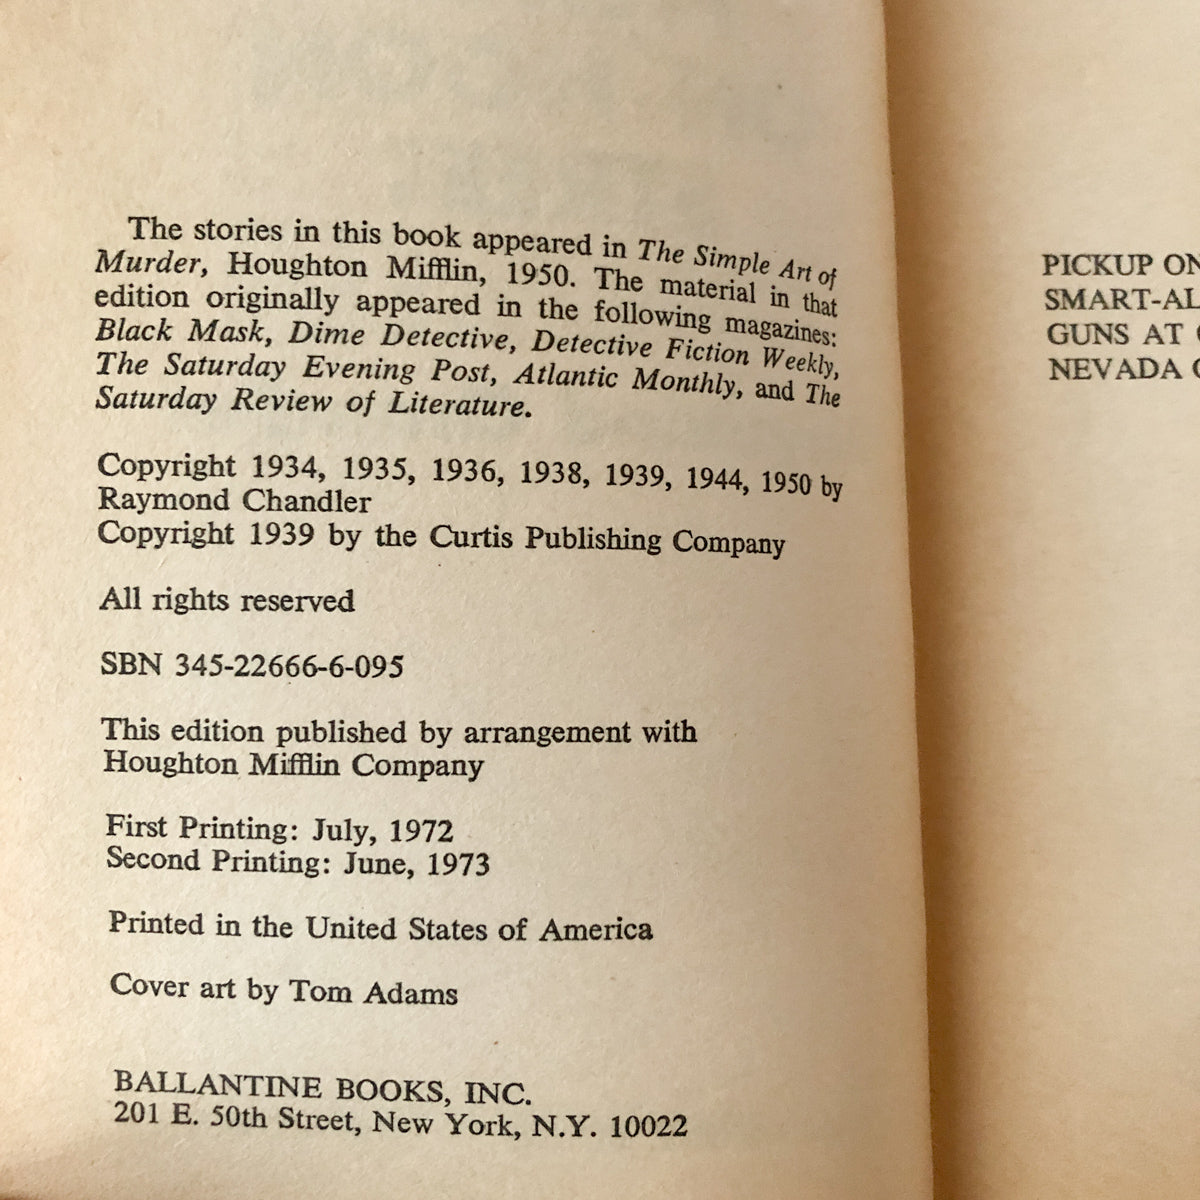 The stories in this book appeared in The Simple Art of
Murder, Houghton Mifflin, 1950. The material in that
edition originally appeared in the following magazines:
Black Mask, Dime Detective, Detective Fiction Weekly,
The Saturday Evening Post, Atlantic Monthly, and The
Saturday Review of Literature.
Copyright 1934, 1935, 1936, 1938, 1939, 1944, 1950 by
Raymond Chandler
Copyright 1939 by the Curtis Publishing Company
All rights reserved
SBN 345-22666-6-095
This edition published by arrangement with
Houghton Mifflin Company
First Printing: July, 1972
Second Printing: June, 1973
Printed in the United States of America
Cover art by Tom Adams
BALLANTINE BOOKS, INC.
201 E. 50th Street, New York, N.Y. 10022
PICKUP ON
SMART-AL
GUNS AT
NEVADA